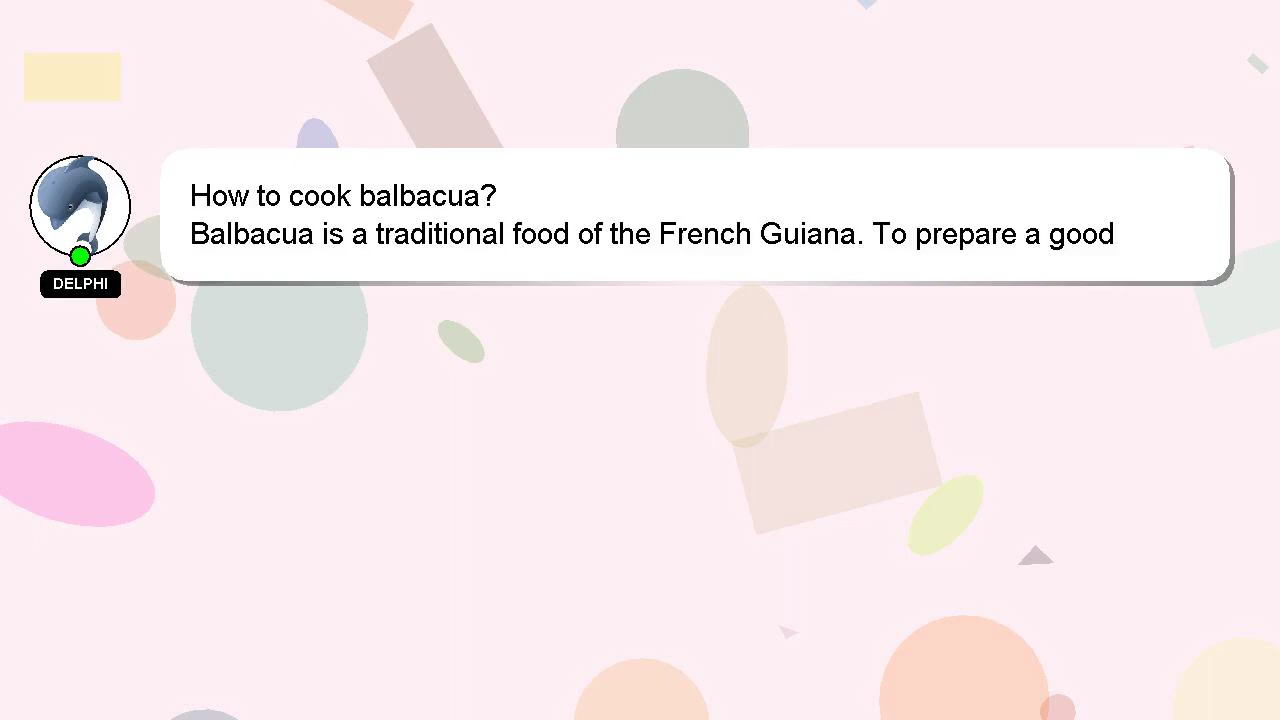 How to cook balbacua?
Balbacua is a traditional food of the French Guiana. To prepare a good
DELPHI